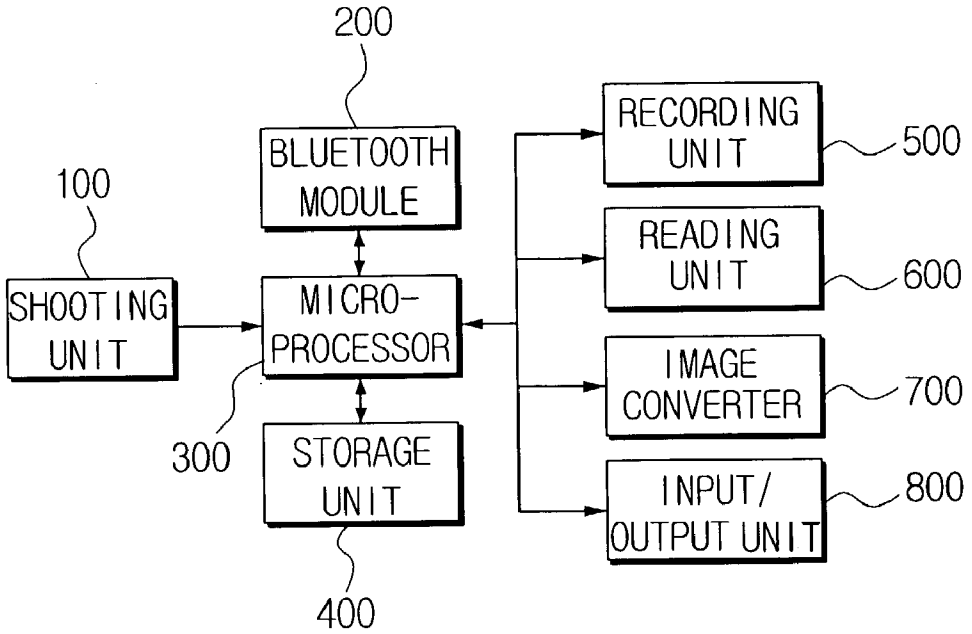 200
BLUETOOTH
MODULE
100
SHOOTING
UNIT
MICRO-
PROCESSOR
300
STORAGE
UNIT
400
RECORDING
UNIT
500
READING
UNIT
600
IMAGE
CONVERTER
700
INPUT/
OUTPUT UNIT
800